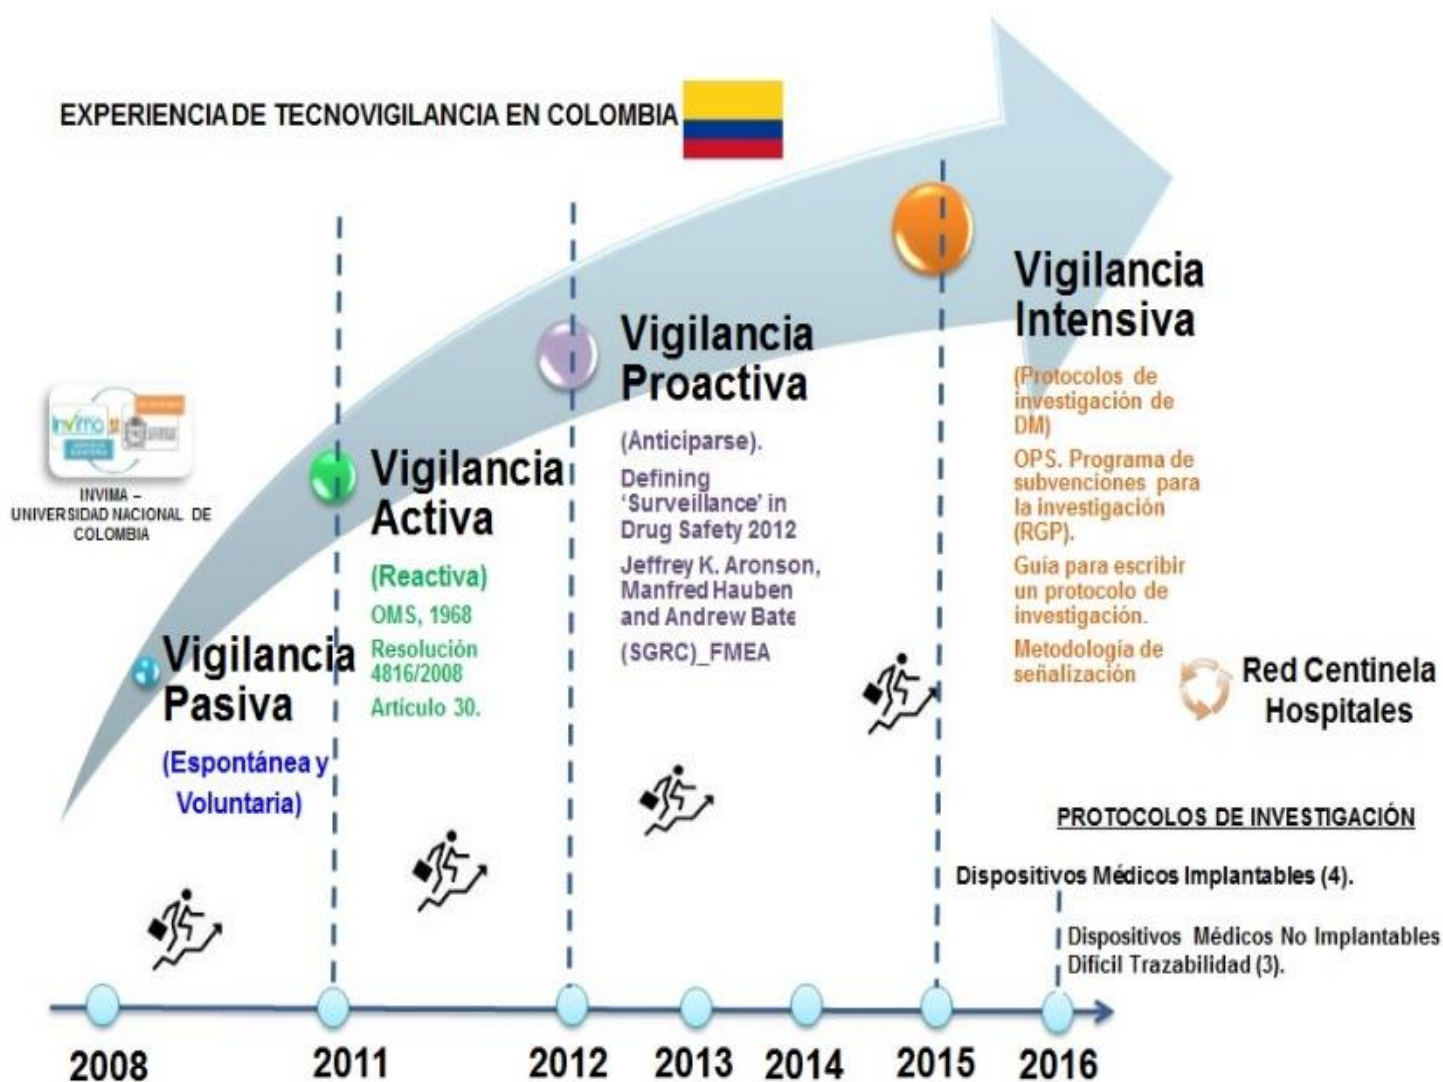 EXPERIENCIA DE TECNOVIGILANCIA EN COLOMBIA
invima
INVIMA –
UNIVERSIDAD NACIONAL DE
COLOMBIA
Vigilancia
Pasiva
(Espontánea y
Voluntaria)
Vigilancia
Activa
(Reactiva)
OMS, 1968
Resolución
4816/2008
Artículo 30.
Vigilancia
Proactiva
(Anticiparse).
Defining
‘Surveillance’ in
Drug Safety 2012
Jeffrey K. Aronson,
Manfred Hauben
and Andrew Bate
(SGRC)_FMEA
Vigilancia
Intensiva
(Protocolos de
investigación de
DM)
OPS. Programa de
subvenciones para
la investigación
(RGP).
Guía para escribir
un protocolo de
investigación.
Metodología de
señalización
Red Centinela
Hospitales
PROTOCOLOS DE INVESTIGACIÓN
Dispositivos Médicos Implantables (4).
Dispositivos Médicos No Implantables
Difícil Trazabilidad (3).
2008
2011
2012
2013
2014
2015
2016